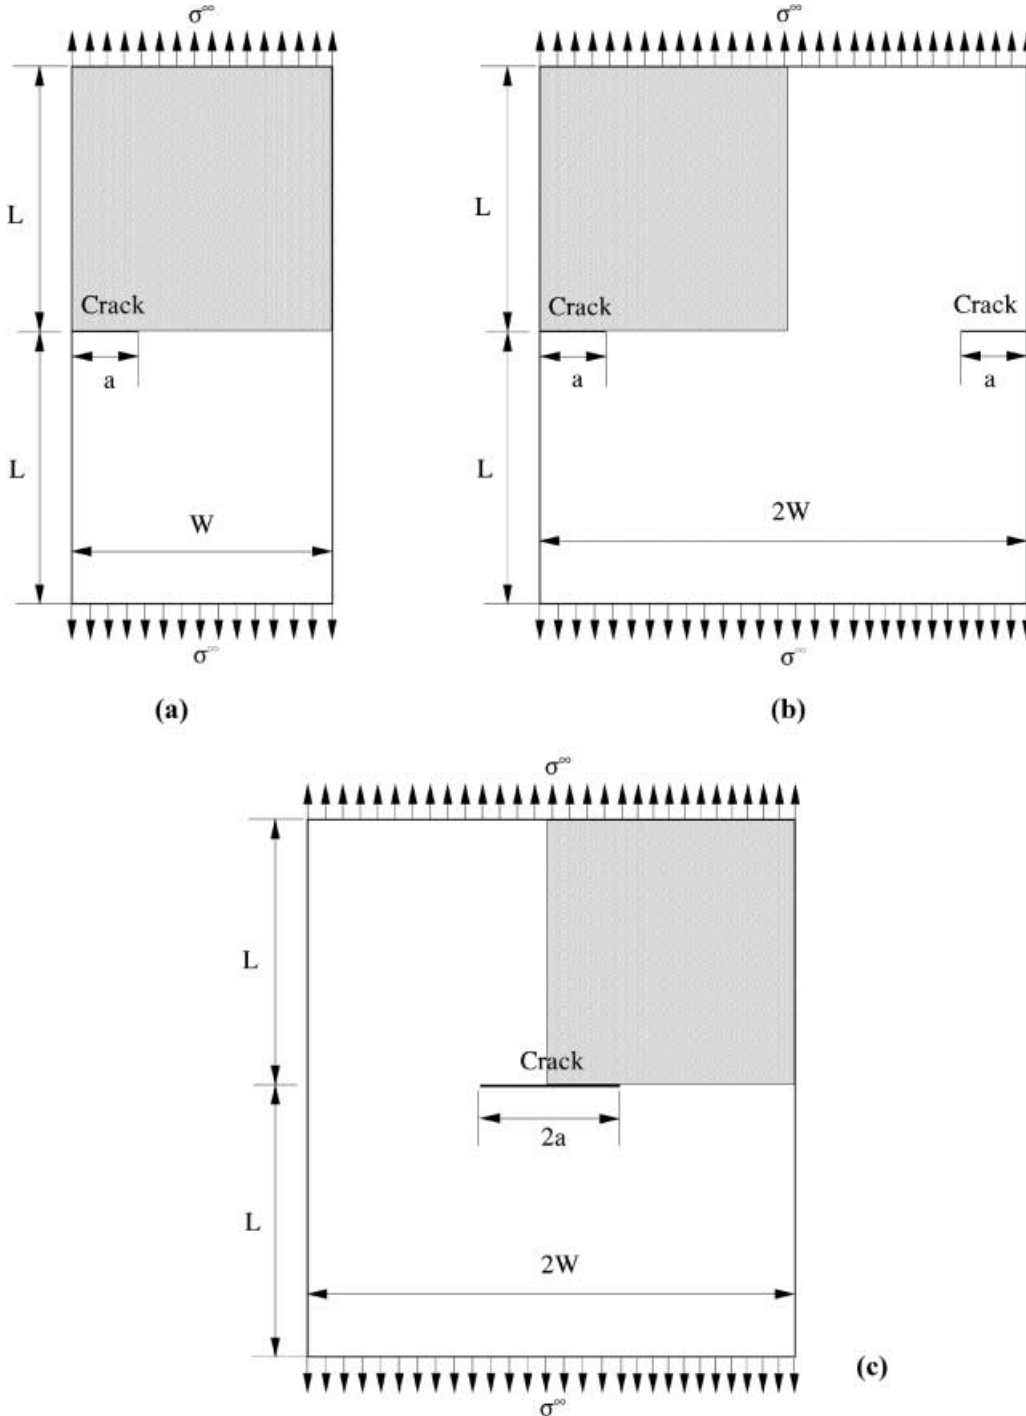 σ∞ σ∞
L L
Crack Crack Crack
a a a
L L
W 2W
σ∞ σ∞
(a) (b)
σ∞
L
Crack
2a
L
2W
(c)
σ∞